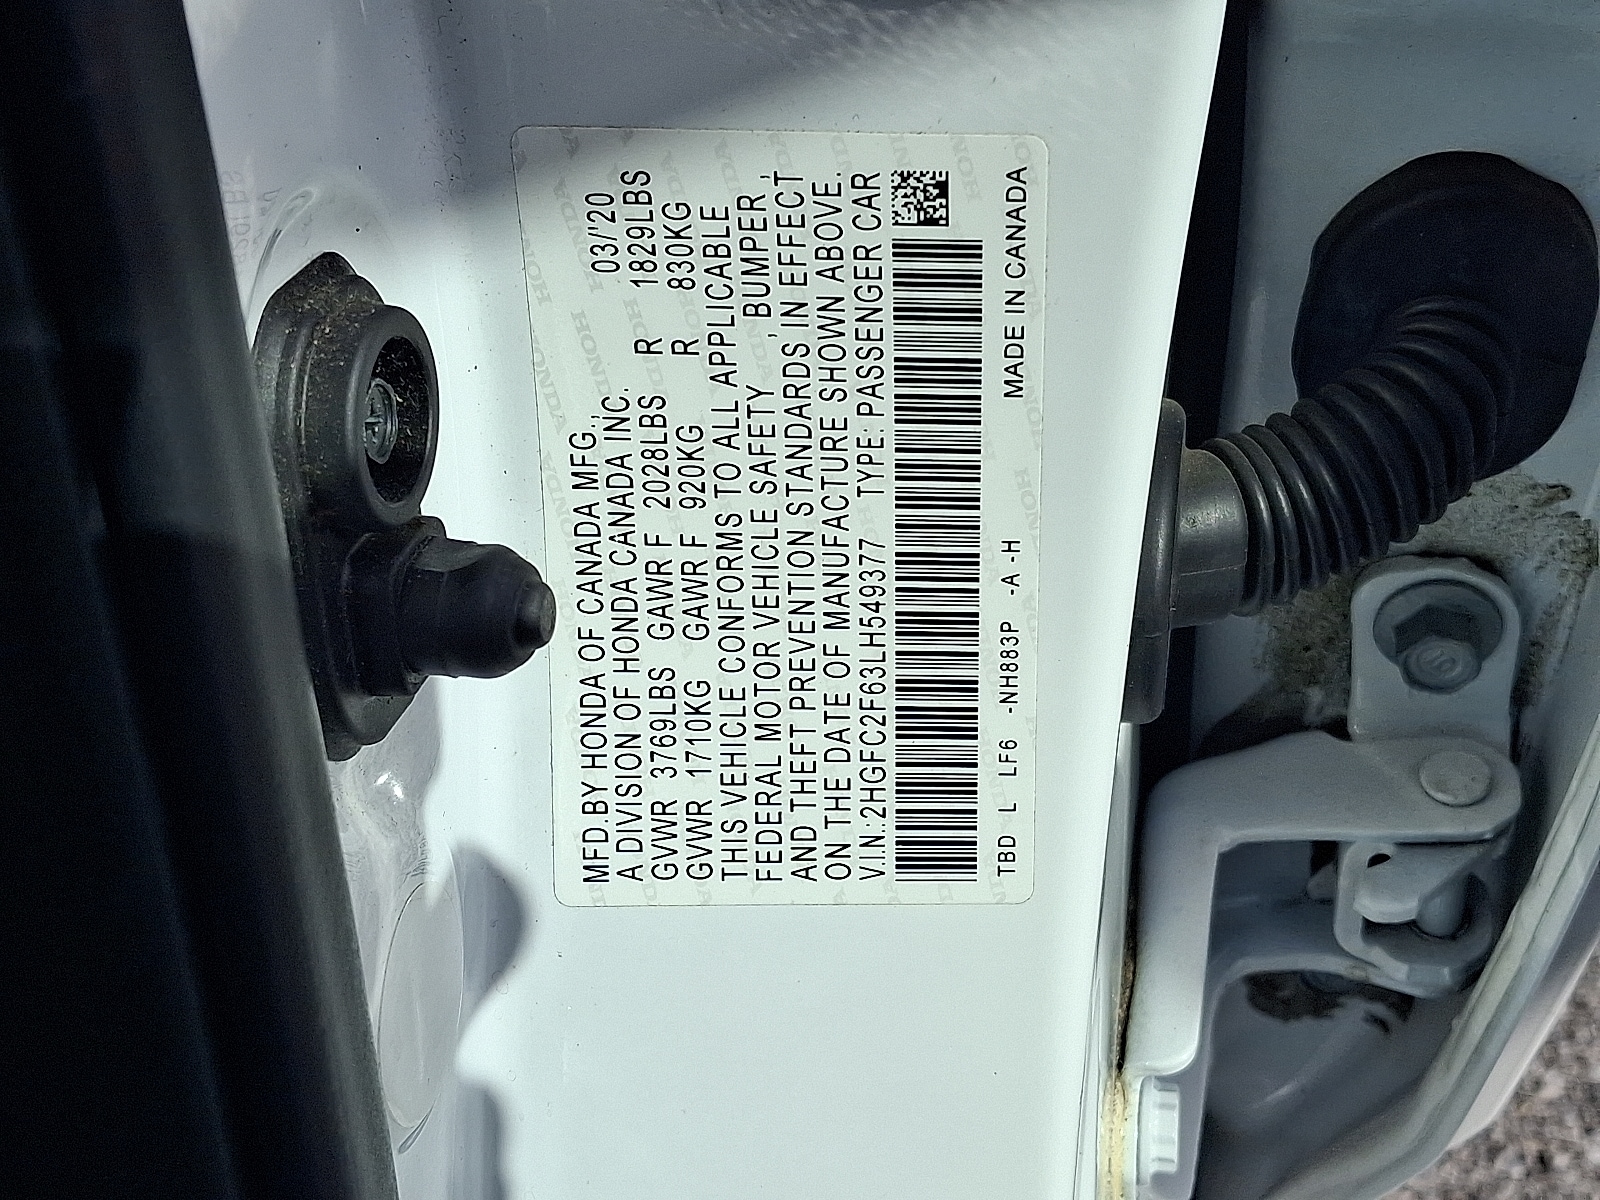 MFD.BY HONDA OF CANADA MFG.,
A DIVISION OF HONDA CANADA INC. 03/'20
GVWR 3769LBS GAWR F 2028LBS R 1829LBS
GVWR 1710KG GAWR F 920KG R 830KG
THIS VEHICLE CONFORMS TO ALL APPLICABLE
FEDERAL MOTOR VEHICLE SAFETY , BUMPER ,
AND THEFT PREVENTION STANDARDS IN EFFECT
ON THE DATE OF MANUFACTURE SHOWN ABOVE.
V.I.N.:2HGFC2F63LH549377 TYPE: PASSENGER CAR
TBD L LF6 -NH883P -A -H MADE IN CANADA